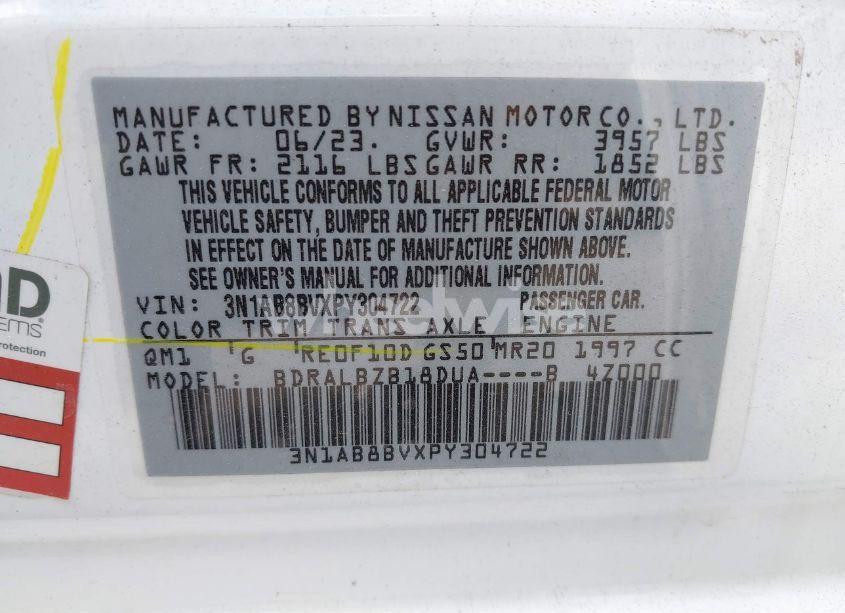 MANUFACTURED BY NISSAN MOTOR CO., LTD.
DATE: 06/23. GVWR: 3957 LBS
GAWR FR: 2116 LBS GAWR RR: 1852 LBS
THIS VEHICLE CONFORMS TO ALL APPLICABLE FEDERAL MOTOR
VEHICLE SAFETY, BUMPER AND THEFT PREVENTION STANDARDS
IN EFFECT ON THE DATE OF MANUFACTURE SHOWN ABOVE.
SEE OWNER'S MANUAL FOR ADDITIONAL INFORMATION.
VIN: 3N1AB8BVXPY304722 PASSENGER CAR.
COLOR TRIM TRANS AXLE ENGINE
QM1 G RE0F10D GS50 MR20 1997 CC
MODEL: BDRALBZB18DUA----B 4Z000
3N1AB8BVXPY304722
D
ems
rotection